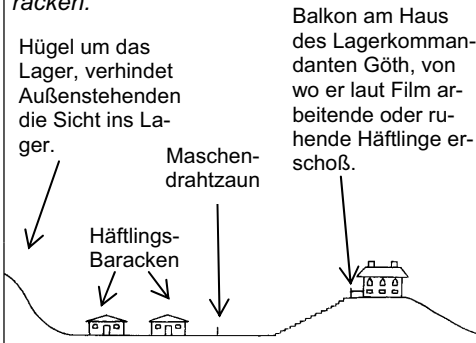 racken.
Hügel um das
Lager, verhindet
Außenstehenden
die Sicht ins La-
ger.
Maschen-
drahtzaun
Häftlings-
Baracken
Balkon am Haus
des Lagerkomman-
danten Göth, von
wo er laut Film ar-
beitende oder ru-
hende Häftlinge er-
schoß.